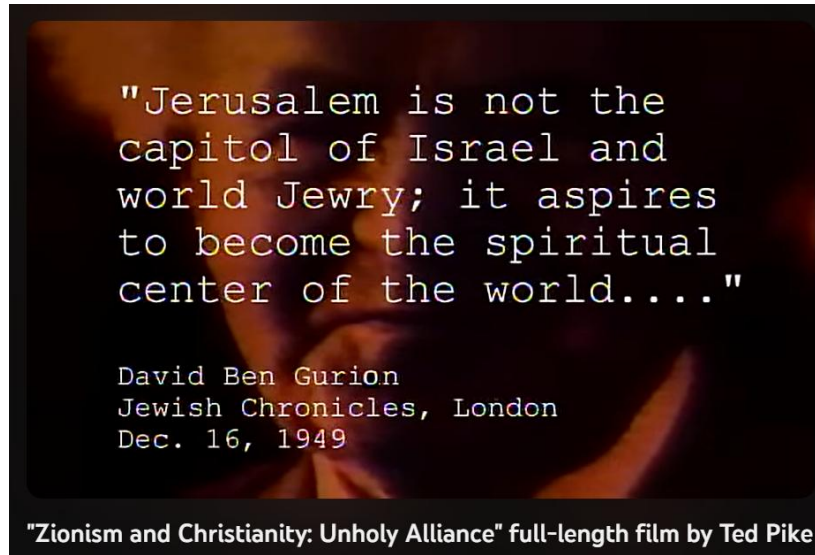 "Jerusalem is not the
capitol of Israel and
world Jewry; it aspires
to become the spiritual
center of the world...."
David Ben Gurion
Jewish Chronicles, London
Dec. 16, 1949
"Zionism and Christianity: Unholy Alliance" full-length film by Ted Pike